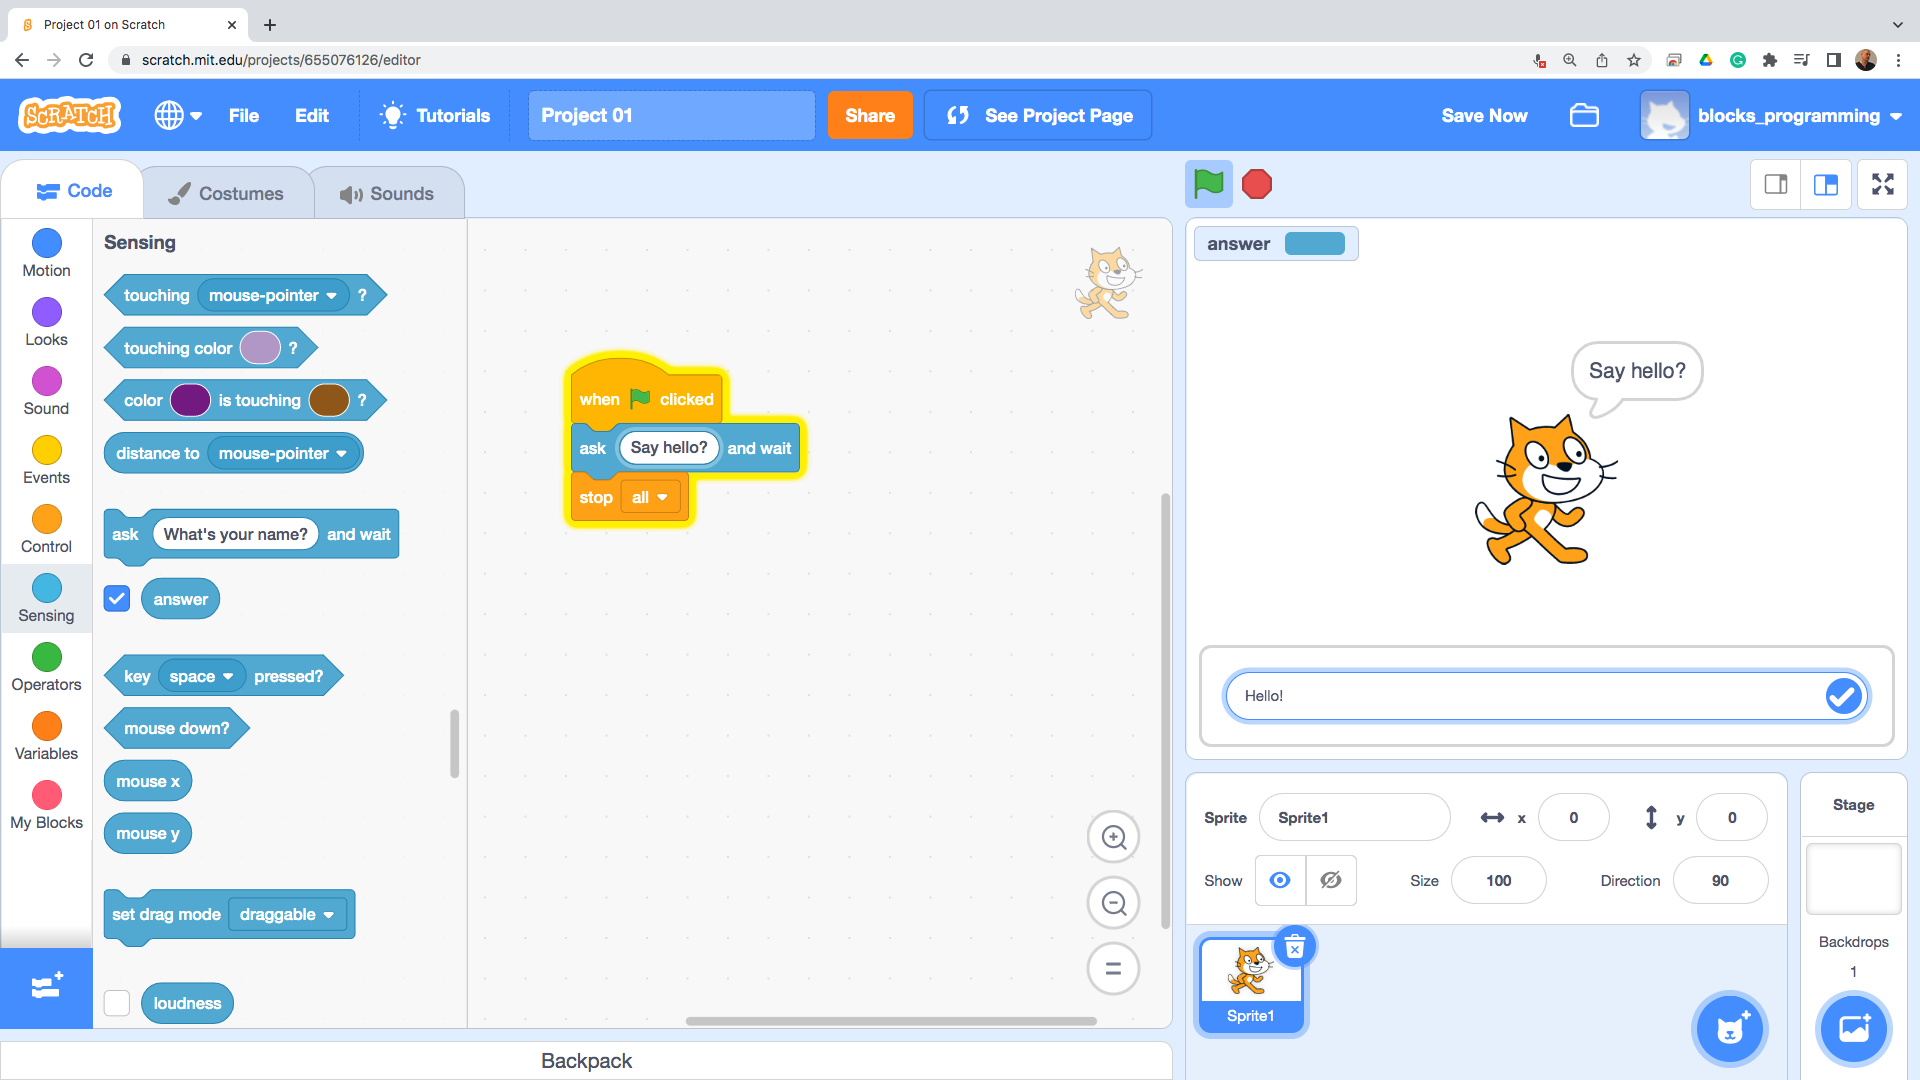 Project 01 on Scratch
scratch.mit.edu/projects/655076126/editor
SCRATCH
File
Edit
Tutorials
Project 01
Share
See Project Page
Save Now
blocks_programming
Code
Costumes
Sounds
Motion
Looks
Sound
Events
Control
Sensing
Operators
Variables
My Blocks
Sensing
touching mouse-pointer ?
touching color ?
color is touching ?
distance to mouse-pointer
ask What's your name? and wait
answer
key space pressed?
mouse down?
mouse x
mouse y
set drag mode draggable
loudness
when clicked
ask Say hello? and wait
stop all
Backpack
answer
Say hello?
Hello!
Sprite Sprite1 x 0 y 0
Show Size 100 Direction 90
Sprite1
Stage
Backdrops
1